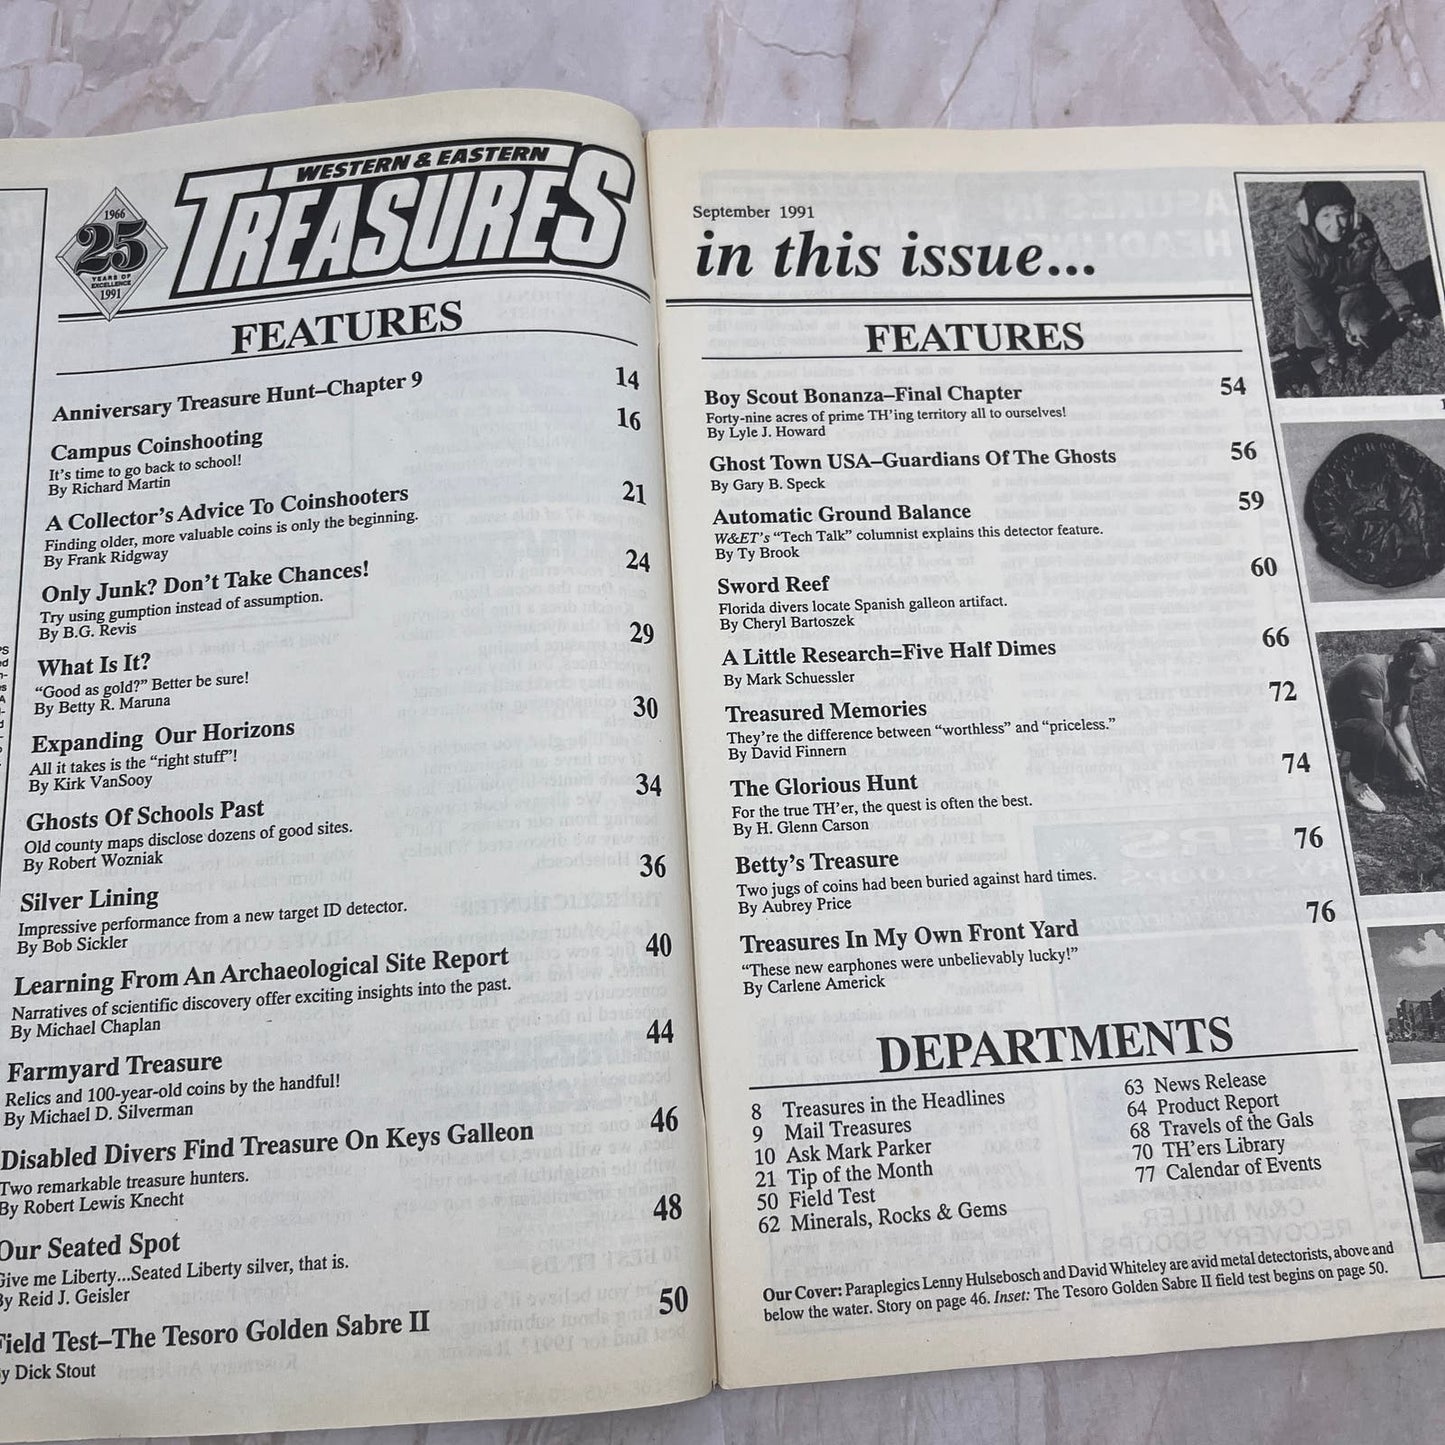 WESTERN & EASTERN
TREASURES
1966
25
YEARS OF
EXCELLENCE
1991
FEATURES
Anniversary Treasure Hunt–Chapter 9 14
Campus Coinshooting 16
It's time to go back to school!
By Richard Martin
A Collector's Advice To Coinshooters 21
Finding older, more valuable coins is only the beginning.
By Frank Ridgway
Only Junk? Don't Take Chances! 24
Try using gumption instead of assumption.
By B.G. Revis
What Is It? 29
"Good as gold?" Better be sure!
By Betty R. Maruna
Expanding Our Horizons 30
All it takes is the "right stuff"!
By Kirk VanSooy
Ghosts Of Schools Past 34
Old county maps disclose dozens of good sites.
By Robert Wozniak
Silver Lining 36
Impressive performance from a new target ID detector.
By Bob Sickler
Learning From An Archaeological Site Report 40
Narratives of scientific discovery offer exciting insights into the past.
By Michael Chaplan
Farmyard Treasure 44
Relics and 100-year-old coins by the handful!
By Michael D. Silverman
Disabled Divers Find Treasure On Keys Galleon 46
Two remarkable treasure hunters.
By Robert Lewis Knecht
Our Seated Spot 48
Give me Liberty...Seated Liberty silver, that is.
By Reid J. Geisler
Field Test–The Tesoro Golden Sabre II 50
By Dick Stout
September 1991
in this issue...
FEATURES
Boy Scout Bonanza–Final Chapter 54
Forty-nine acres of prime TH'ing territory all to ourselves!
By Lyle J. Howard
Ghost Town USA–Guardians Of The Ghosts 56
By Gary B. Speck
Automatic Ground Balance 59
W&ET's "Tech Talk" columnist explains this detector feature.
By Ty Brook
Sword Reef 60
Florida divers locate Spanish galleon artifact.
By Cheryl Bartoszek
A Little Research=Five Half Dimes 66
By Mark Schuessler
Treasured Memories 72
They're the difference between "worthless" and "priceless."
By David Finnern
The Glorious Hunt 74
For the true TH'er, the quest is often the best.
By H. Glenn Carson
Betty's Treasure 76
Two jugs of coins had been buried against hard times.
By Aubrey Price
Treasures In My Own Front Yard 76
"These new earphones were unbelievably lucky!"
By Carlene Americk
DEPARTMENTS
8 Treasures in the Headlines
9 Mail Treasures
10 Ask Mark Parker
21 Tip of the Month
50 Field Test
62 Minerals, Rocks & Gems
63 News Release
64 Product Report
68 Travels of the Gals
70 TH'ers Library
77 Calendar of Events
Our Cover: Paraplegics Lenny Hulsebosch and David Whiteley are avid metal detectorists, above and
below the water. Story on page 46. Inset: The Tesoro Golden Sabre II field test begins on page 50.